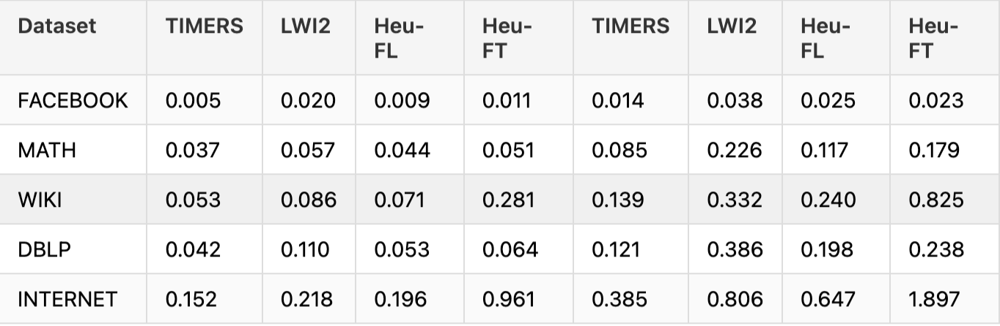 Dataset TIMERS LWI2 Heu-FL Heu-FT TIMERS LWI2 Heu-FL Heu-FT
FACEBOOK 0.005 0.020 0.009 0.011 0.014 0.038 0.025 0.023
MATH 0.037 0.057 0.044 0.051 0.085 0.226 0.117 0.179
WIKI 0.053 0.086 0.071 0.281 0.139 0.332 0.240 0.825
DBLP 0.042 0.110 0.053 0.064 0.121 0.386 0.198 0.238
INTERNET 0.152 0.218 0.196 0.961 0.385 0.806 0.647 1.897